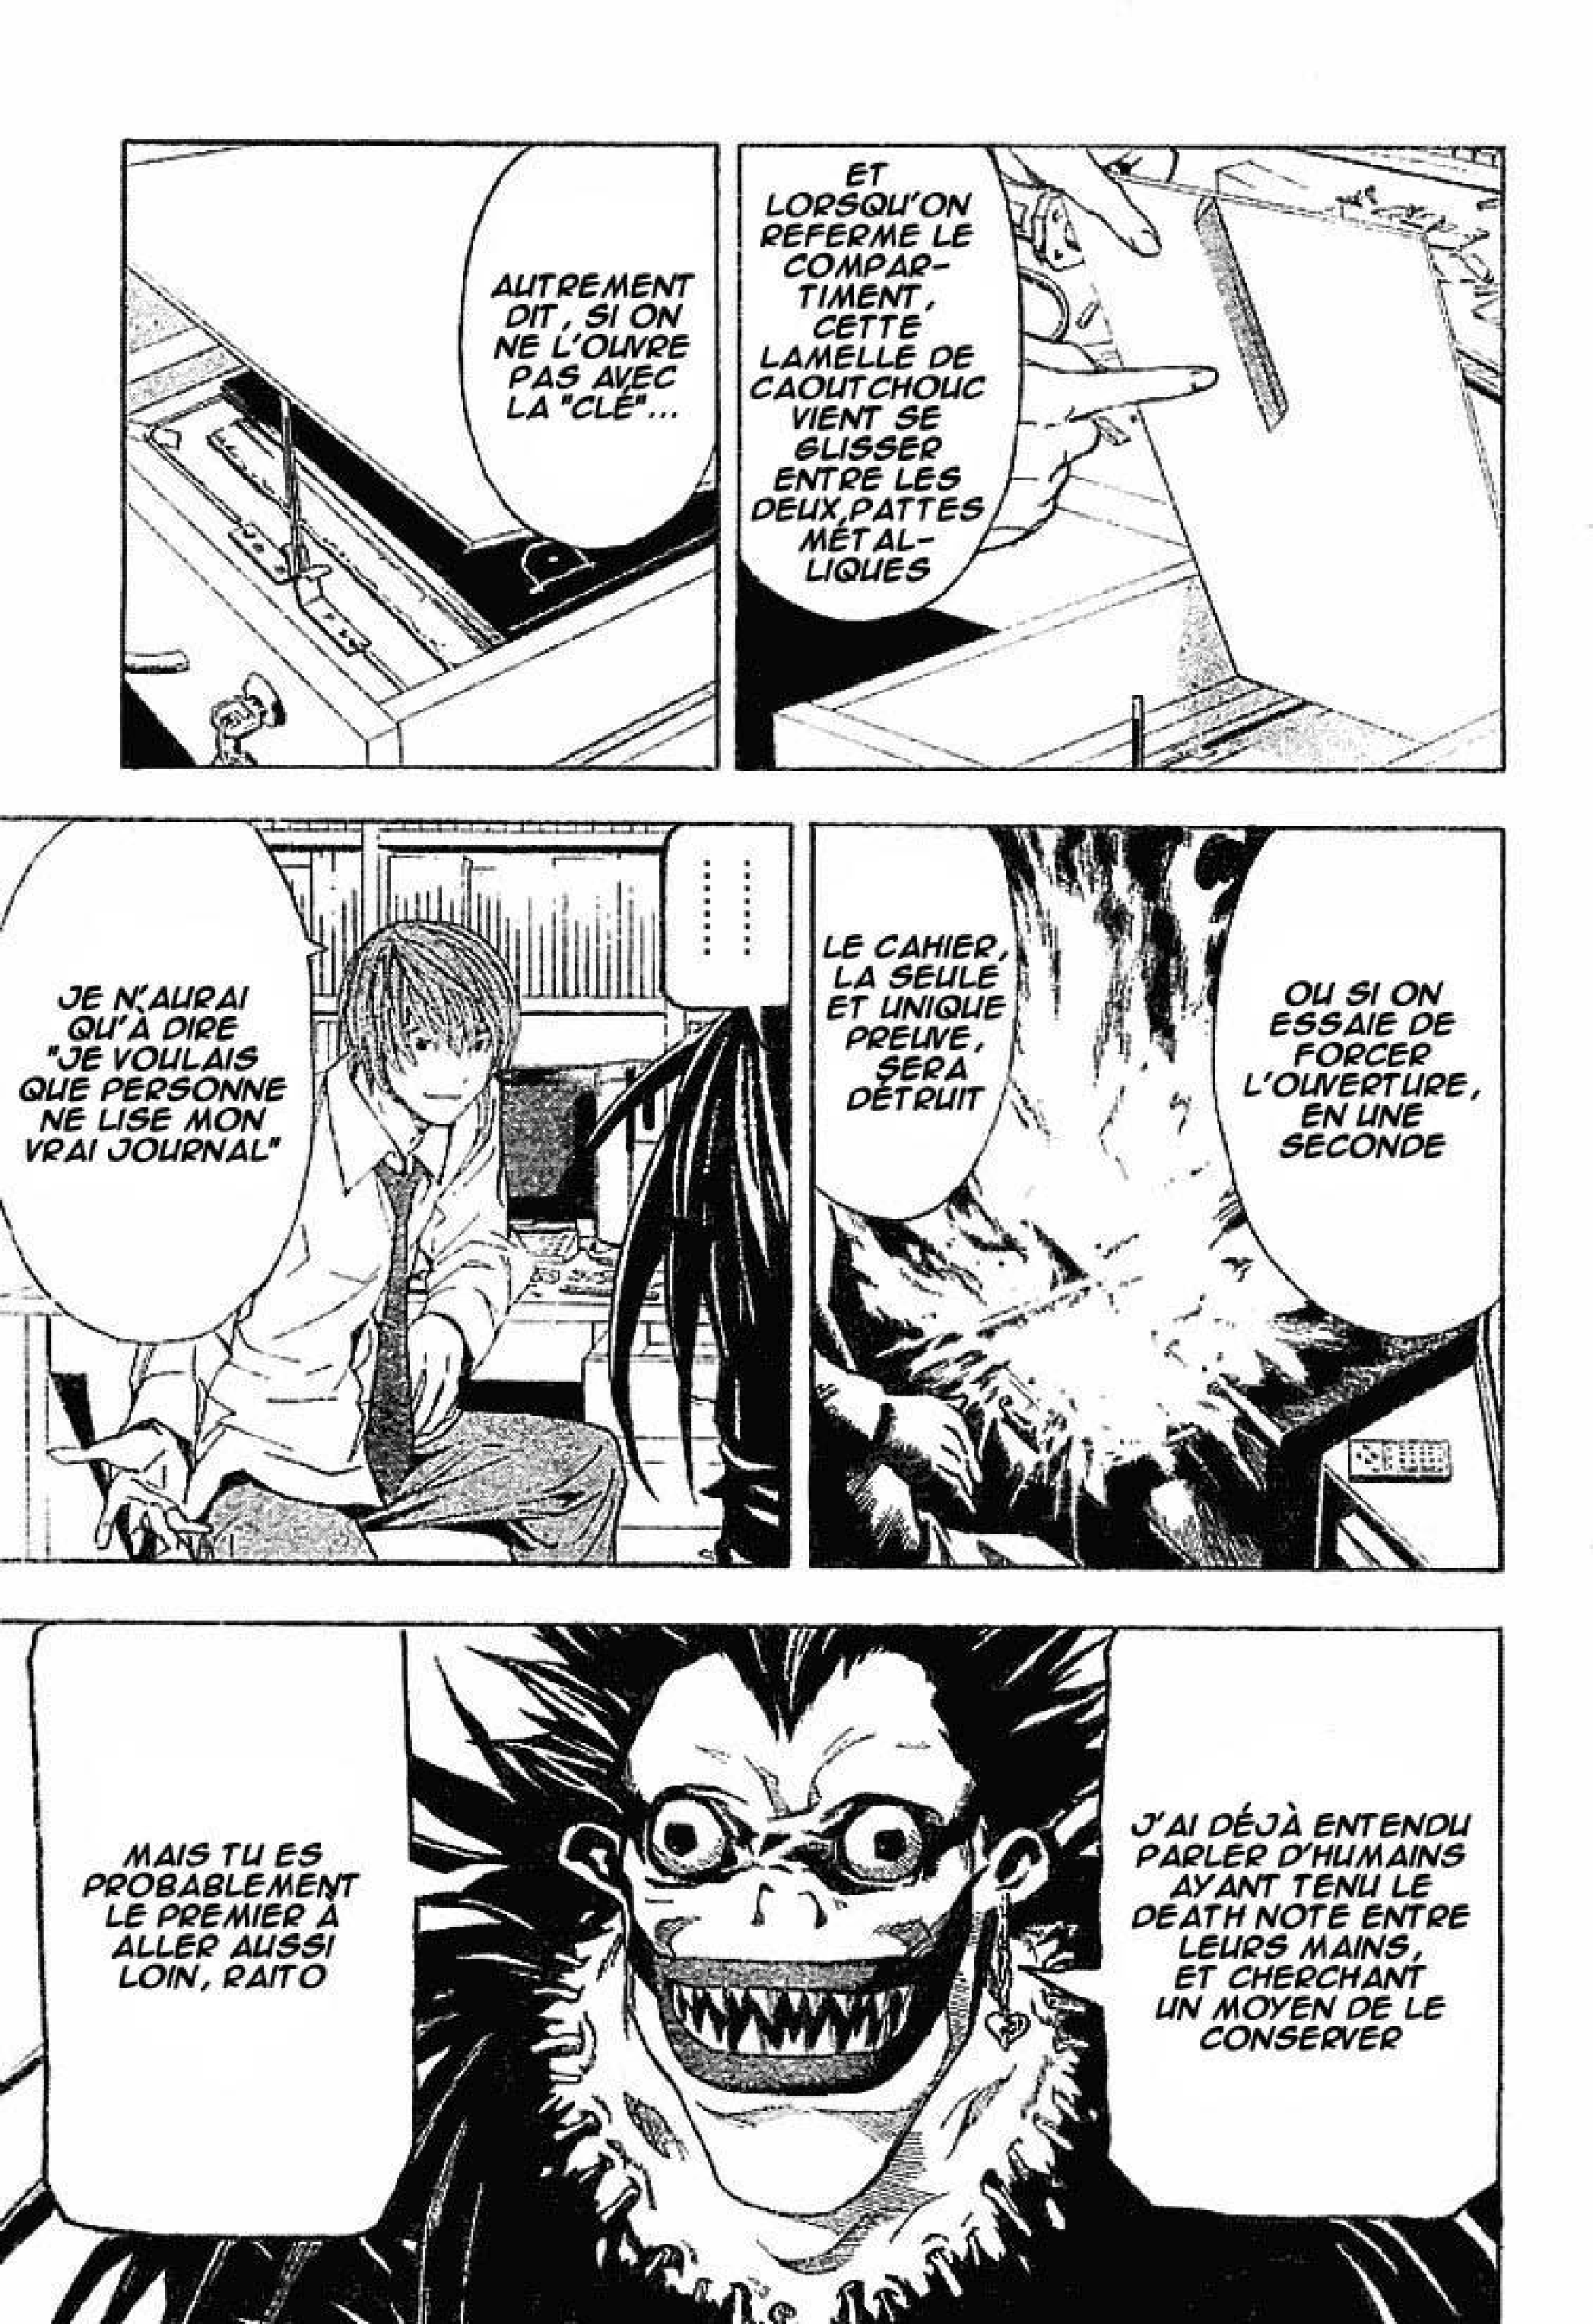 ET
LORSQU'ON
REFERME LE
COMPAR-
TIMENT,
CETTE
LAMELLE DE
CAOUTCHOUC
VIENT SE
GLISSER
ENTRE LES
DEUX PATTES
MÉTAL-
LIQUES
AUTREMENT
DIT, SI ON
NE L'OUVRE
PAS AVEC
LA "CLÉ"...
OU SI ON
ESSAIE DE
FORCER
L'OUVERTURE,
EN UNE
SECONDE
LE CAHIER,
LA SEULE
ET UNIQUE
PREUVE,
SERA
DÉTRUIT
............
JE N'AURAI
QU'À DIRE
"JE VOULAIS
QUE PERSONNE
NE LISE MON
VRAI JOURNAL"
J'AI DÉJÀ ENTENDU
PARLER D'HUMAINS
AYANT TENU LE
DEATH NOTE ENTRE
LEURS MAINS,
ET CHERCHANT
UN MOYEN DE LE
CONSERVER
MAIS TU ES
PROBABLEMENT
LE PREMIER À
ALLER AUSSI
LOIN, RAITO